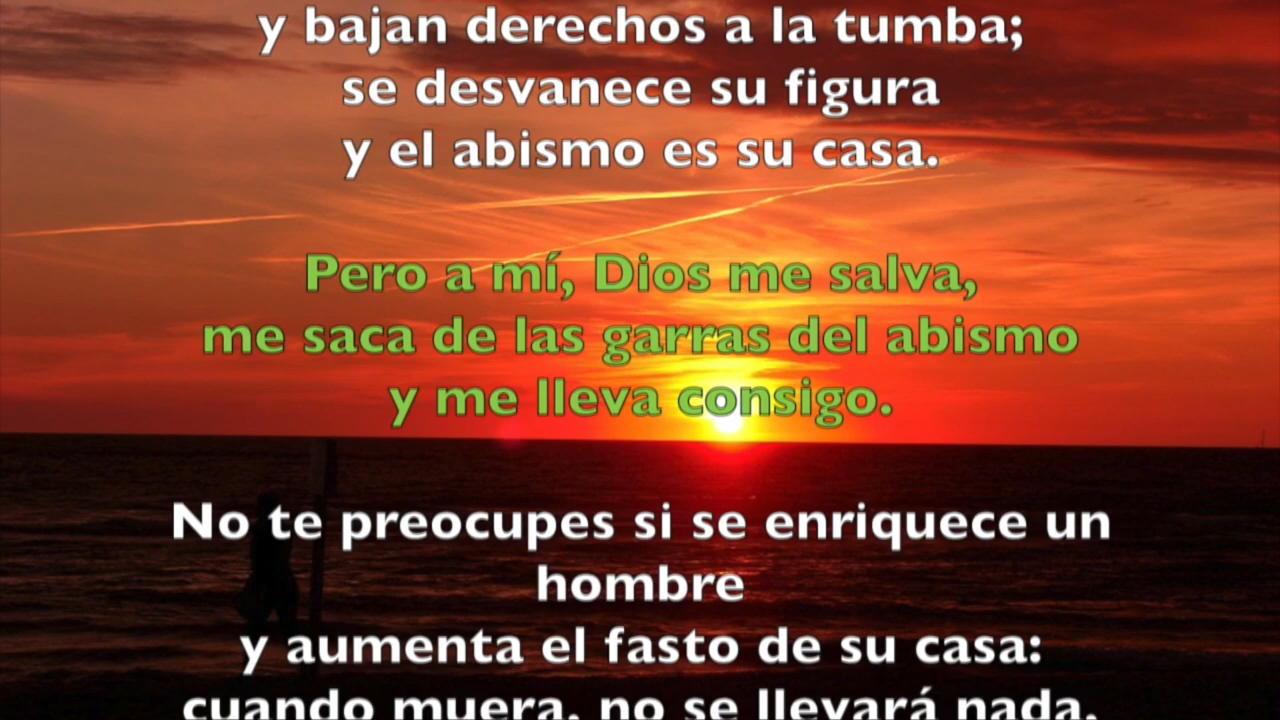 y bajan derechos a la tumba;
se desvanece su figura
y el abismo es su casa.
Pero a mí, Dios me salva,
me saca de las garras del abismo
y me lleva consigo.
No te preocupes si se enriquece un
hombre
y aumenta el fasto de su casa:
cuando muera, no se llevará nada,